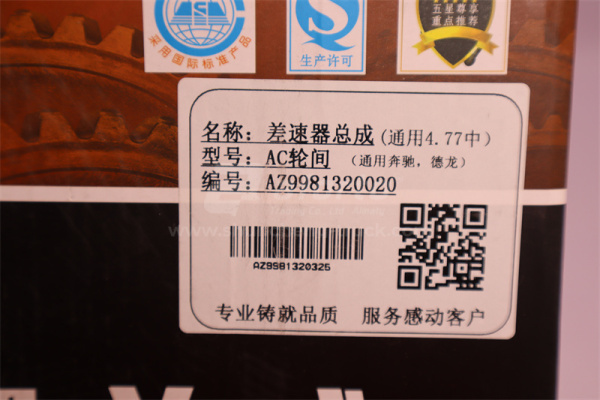 采用国际标准产品
Q
生产许可
五星尊享
重点推荐
名称：差速器总成(通用4.77中)
型号：AC轮间（通用奔驰，德龙）
编号：AZ9981320020
AZ9981320325
专业铸就品质 服务感动客户